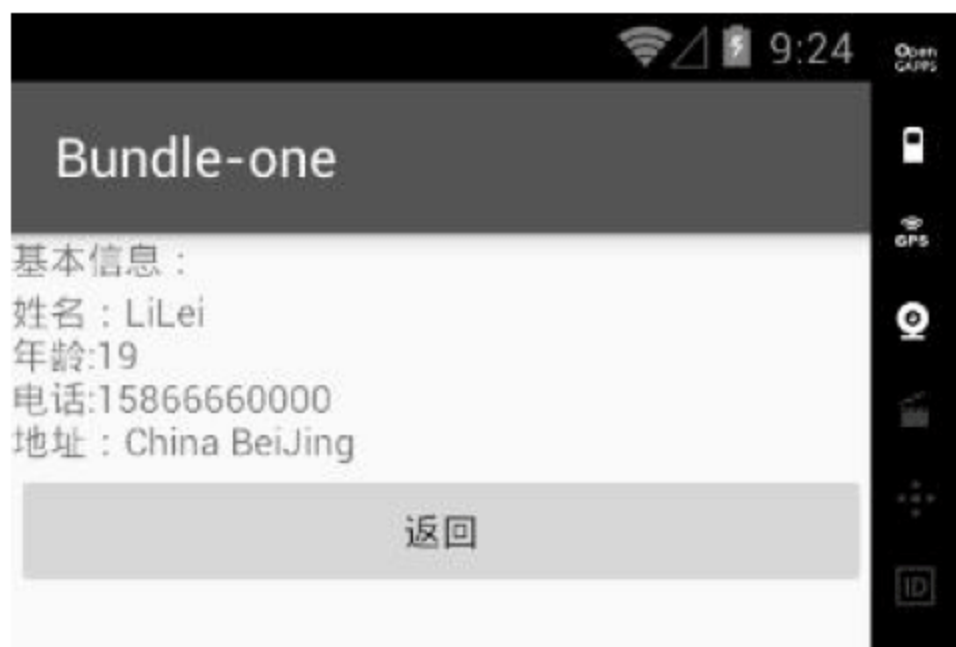 9:24
Open
GAPPS
Bundle-one
GPS
基本信息：
姓名：LiLei
年龄:19
电话:15866660000
地址：China BeiJing
返回
ID